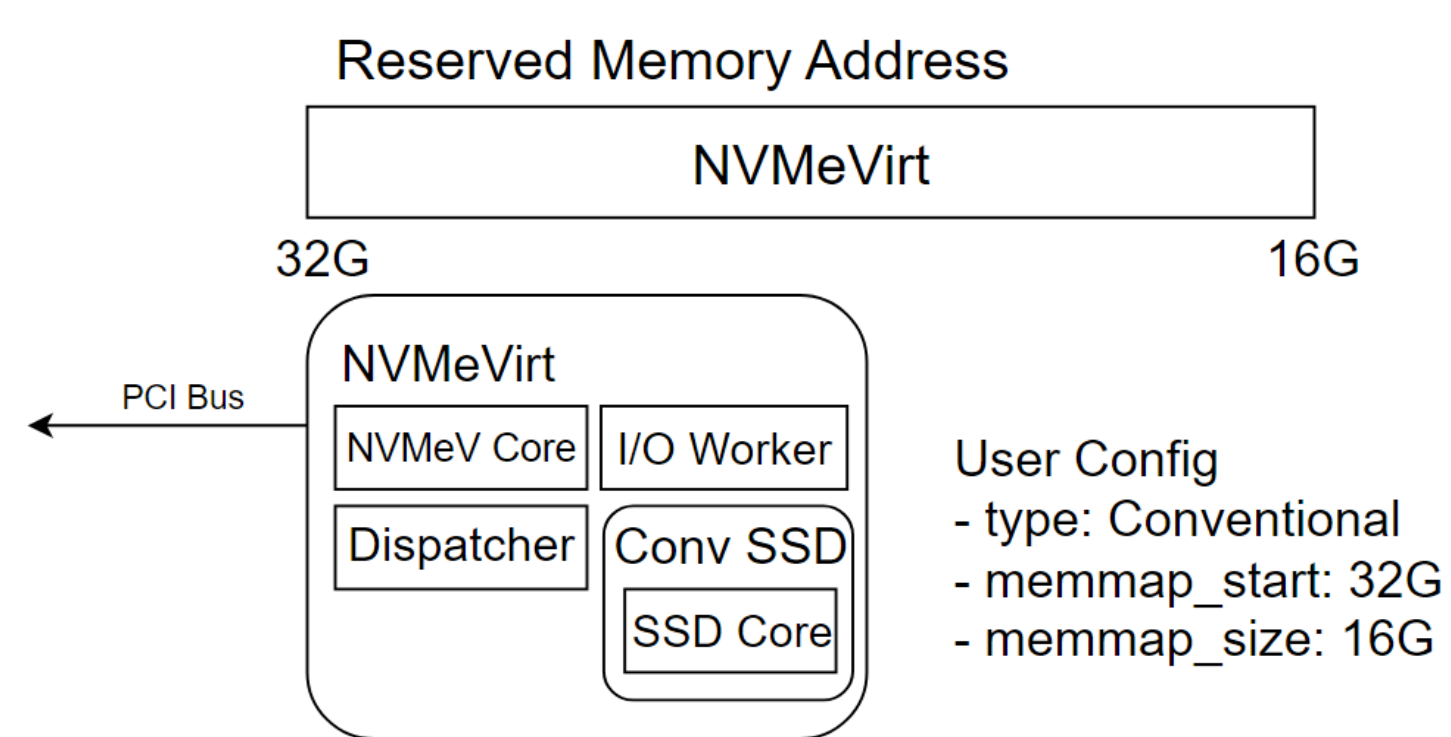 Reserved Memory Address
NVMeVirt
32G
16G
PCI Bus
NVMeVirt
NVMeV Core
I/O Worker
Dispatcher
Conv SSD
SSD Core
User Config
- type: Conventional
- memmap_start: 32G
- memmap_size: 16G